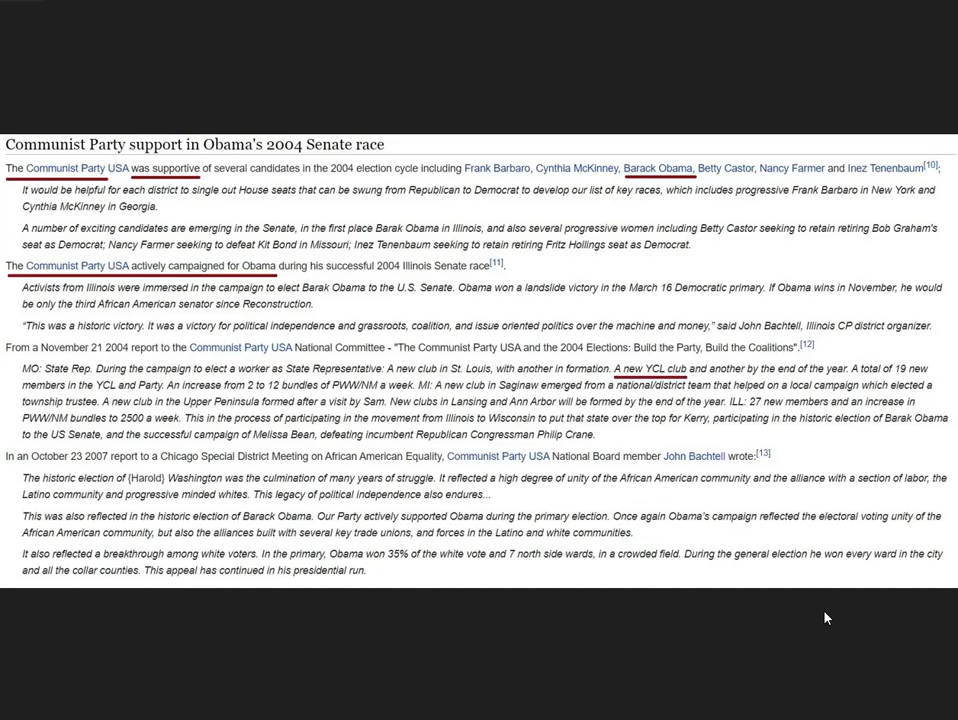 Communist Party support in Obama's 2004 Senate race
The Communist Party USA was supportive of several candidates in the 2004 election cycle including Frank Barbaro, Cynthia McKinney, Barack Obama, Betty Castor, Nancy Farmer and Inez Tenenbaum[10];
It would be helpful for each district to single out House seats that can be swung from Republican to Democrat to develop our list of key races, which includes progressive Frank Barbaro in New York and
Cynthia McKinney in Georgia.
A number of exciting candidates are emerging in the Senate, in the first place Barak Obama in Illinois, and also several progressive women including Betty Castor seeking to retain retiring Bob Graham's
seat as Democrat; Nancy Farmer seeking to defeat Kit Bond in Missouri; Inez Tenenbaum seeking to retain retiring Fritz Hollings seat as Democrat.
The Communist Party USA actively campaigned for Obama during his successful 2004 Illinois Senate race[11].
Activists from Illinois were immersed in the campaign to elect Barak Obama to the U.S. Senate. Obama won a landslide victory in the March 16 Democratic primary. If Obama wins in November, he would
be only the third African American senator since Reconstruction.
“This was a historic victory. It was a victory for political independence and grassroots, coalition, and issue oriented politics over the machine and money,” said John Bachtell, Illinois CP district organizer.
From a November 21 2004 report to the Communist Party USA National Committee - "The Communist Party USA and the 2004 Elections: Build the Party, Build the Coalitions".[12]
MO: State Rep. During the campaign to elect a worker as State Representative: A new club in St. Louis, with another in formation. A new YCL club and another by the end of the year. A total of 19 new
members in the YCL and Party. An increase from 2 to 12 bundles of PWW/NM a week. MI: A new club in Saginaw emerged from a national/district team that helped on a local campaign which elected a
township trustee. A new club in the Upper Peninsula formed after a visit by Sam. New clubs in Lansing and Ann Arbor will be formed by the end of the year. ILL: 27 new members and an increase in
PWW/NM bundles to 2500 a week. This in the process of participating in the movement from Illinois to Wisconsin to put that state over the top for Kerry, participating in the historic election of Barak Obama
to the US Senate, and the successful campaign of Melissa Bean, defeating incumbent Republican Congressman Philip Crane.
In an October 23 2007 report to a Chicago Special District Meeting on African American Equality, Communist Party USA National Board member John Bachtell wrote:[13]
The historic election of {Harold} Washington was the culmination of many years of struggle. It reflected a high degree of unity of the African American community and the alliance with a section of labor, the
Latino community and progressive minded whites. This legacy of political independence also endures...
This was also reflected in the historic election of Barack Obama. Our Party actively supported Obama during the primary election. Once again Obama's campaign reflected the electoral voting unity of the
African American community, but also the alliances built with several key trade unions, and forces in the Latino and white communities.
It also reflected a breakthrough among white voters. In the primary, Obama won 35% of the white vote and 7 north side wards, in a crowded field. During the general election he won every ward in the city
and all the collar counties. This appeal has continued in his presidential run.